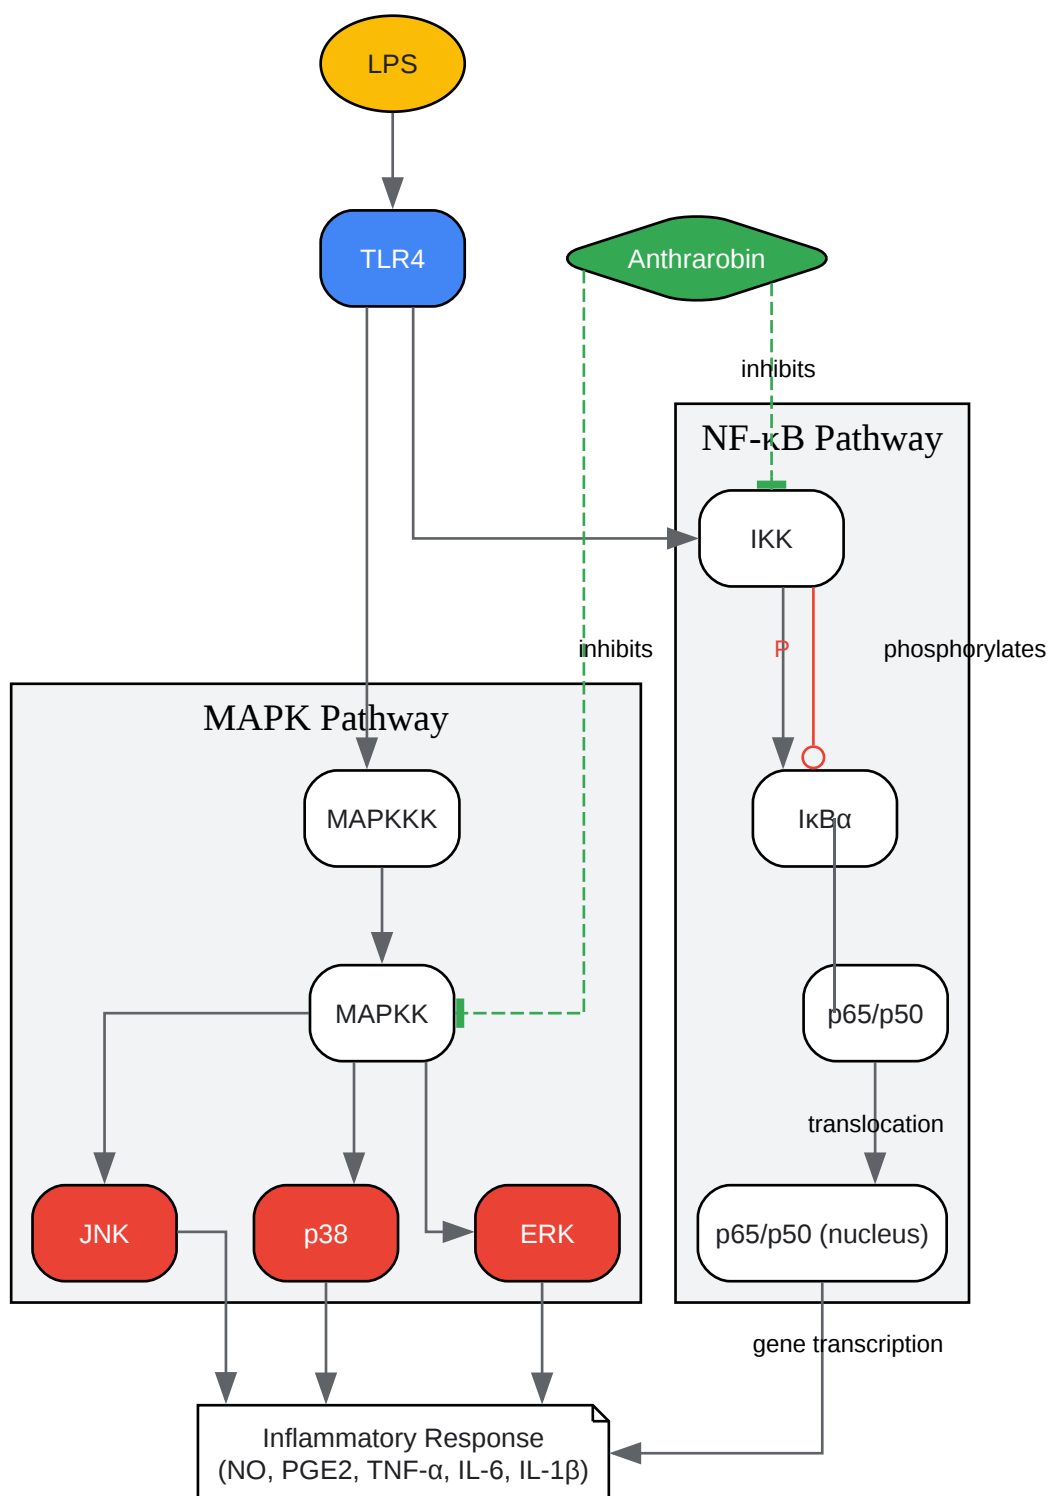 LPS
TLR4
Anthrarobin
inhibits
NF-κB Pathway
IKK
inhibits
P
phosphorylates
MAPK Pathway
MAPKKK
IκBα
MAPKK
p65/p50
translocation
JNK
p38
ERK
p65/p50 (nucleus)
gene transcription
Inflammatory Response
(NO, PGE2, TNF-α, IL-6, IL-1β)